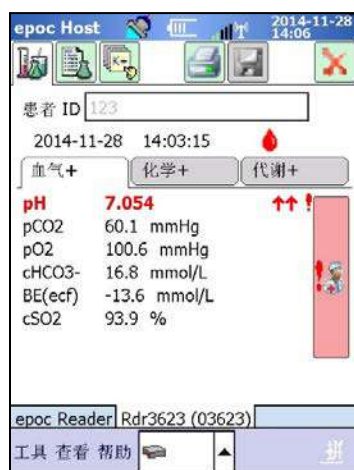 epoc Host 2014-11-28
14:06
患者 ID 123
2014-11-28 14:03:15
血气+ 化学+ 代谢+
pH 7.054 ↑↑ !
pCO2 60.1 mmHg
pO2 100.6 mmHg
cHCO3- 16.8 mmol/L
BE(ecf) -13.6 mmol/L
cSO2 93.9 %
epoc Reader Rdr3623 (03623)
工具 查看 帮助 拼